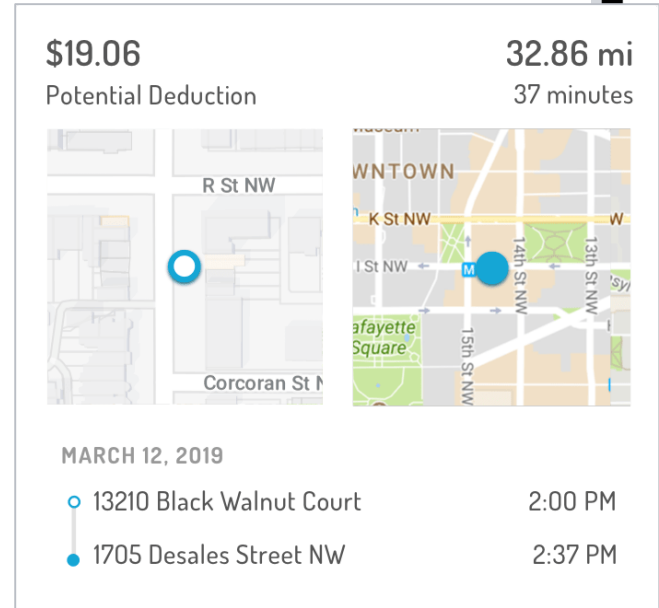 $19.06
32.86 mi
Potential Deduction
37 minutes
R St NW
Corcoran St N
WNTOWN
K St NW
W
I St NW
M
14th St NW
13th St NW
afayette
Square
15th St NW
MARCH 12, 2019
13210 Black Walnut Court
2:00 PM
1705 Desales Street NW
2:37 PM